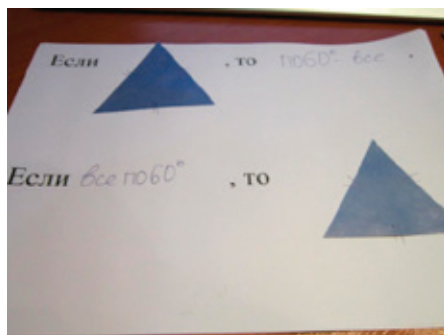 Если , то по 60°- все .
Если все по 60° , то